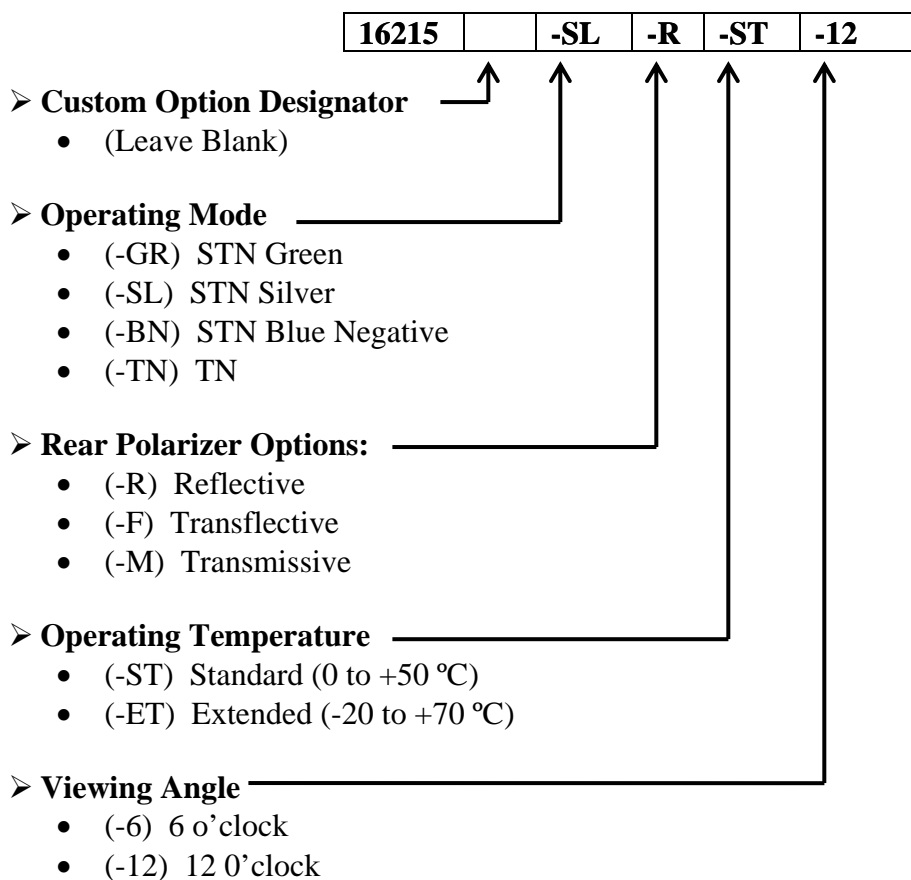 16215 -SL -R -ST -12
➢ Custom Option Designator
• (Leave Blank)
➢ Operating Mode
• (-GR) STN Green
• (-SL) STN Silver
• (-BN) STN Blue Negative
• (-TN) TN
➢ Rear Polarizer Options:
• (-R) Reflective
• (-F) Transflective
• (-M) Transmissive
➢ Operating Temperature
• (-ST) Standard (0 to +50 ºC)
• (-ET) Extended (-20 to +70 ºC)
➢ Viewing Angle
• (-6) 6 o’clock
• (-12) 12 0’clock